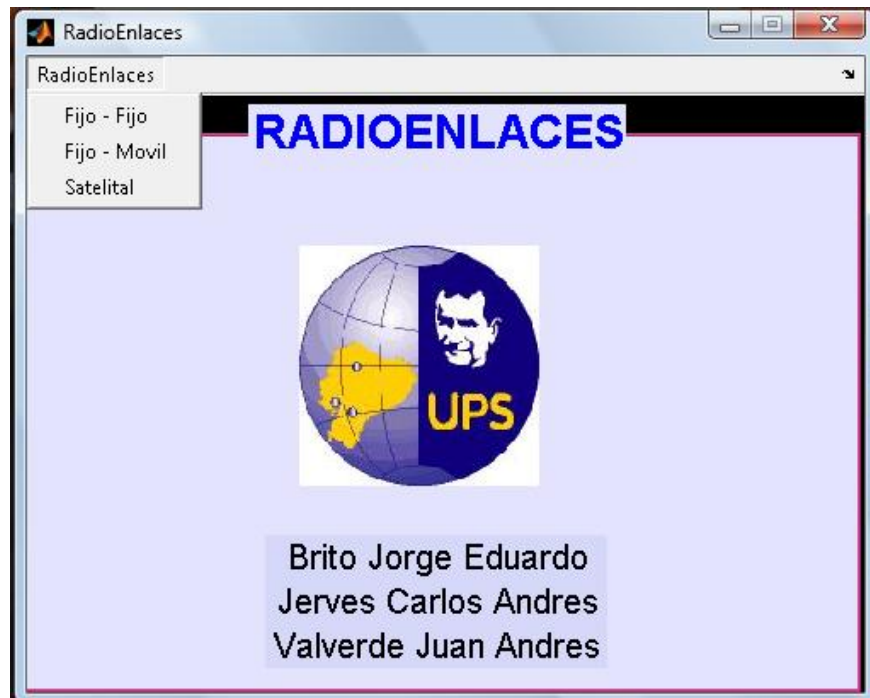 RadioEnlaces
RadioEnlaces
Fijo - Fijo
Fijo - Movil
Satelital
RADIOENLACES
UPS
Brito Jorge Eduardo
Jerves Carlos Andres
Valverde Juan Andres